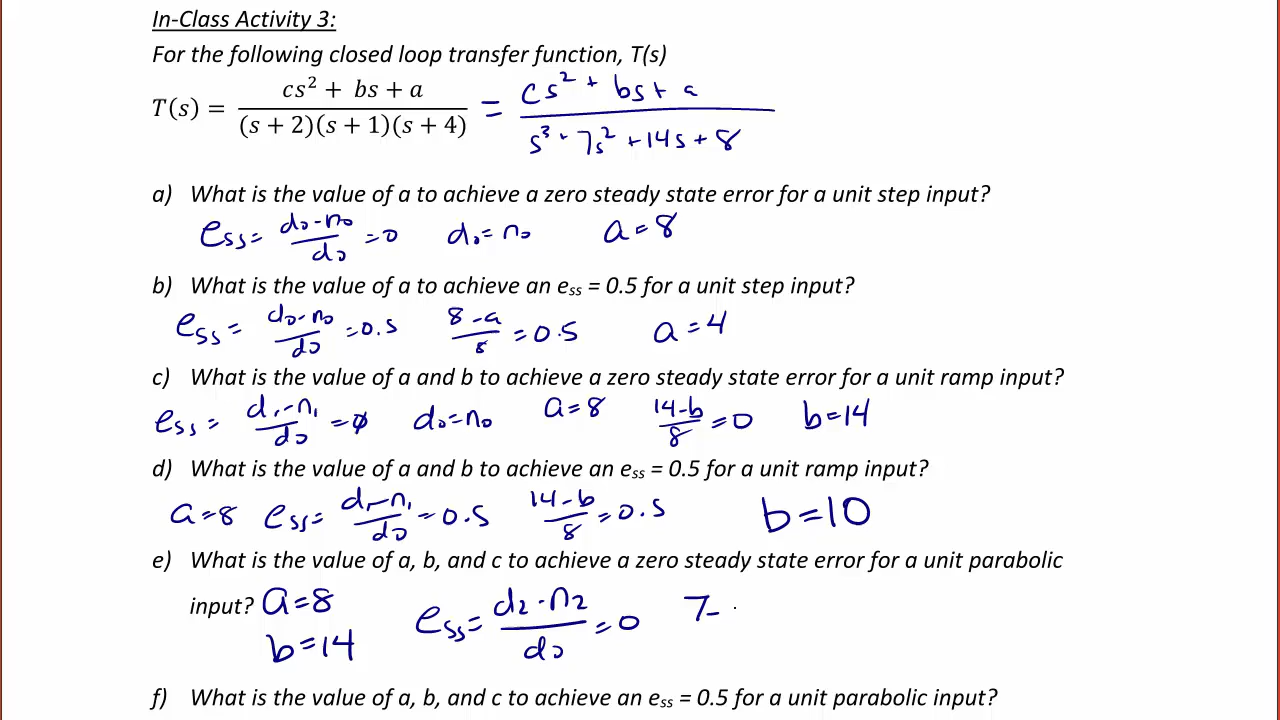 In-Class Activity 3:
For the following closed loop transfer function, T(s)
T(s) = (cs² + bs + a) / ((s + 2)(s + 1)(s + 4)) = (cs² + bs + a) / (s³ + 7s² + 14s + 8)
a) What is the value of a to achieve a zero steady state error for a unit step input?
ess = (d0 - n0) / d0 = 0 d0 = n0 a = 8
b) What is the value of a to achieve an ess = 0.5 for a unit step input?
ess = (d0 - n0) / d0 = 0.5 (8 - a) / 8 = 0.5 a = 4
c) What is the value of a and b to achieve a zero steady state error for a unit ramp input?
ess = (d1 - n1) / d0 = 0 d0 = n0 a = 8 (14 - b) / 8 = 0 b = 14
d) What is the value of a and b to achieve an ess = 0.5 for a unit ramp input?
a = 8 ess = (d1 - n1) / d0 = 0.5 (14 - b) / 8 = 0.5 b = 10
e) What is the value of a, b, and c to achieve a zero steady state error for a unit parabolic
input? a = 8 ess = (d2 - n2) / d0 = 0 7-
b = 14
f) What is the value of a, b, and c to achieve an ess = 0.5 for a unit parabolic input?